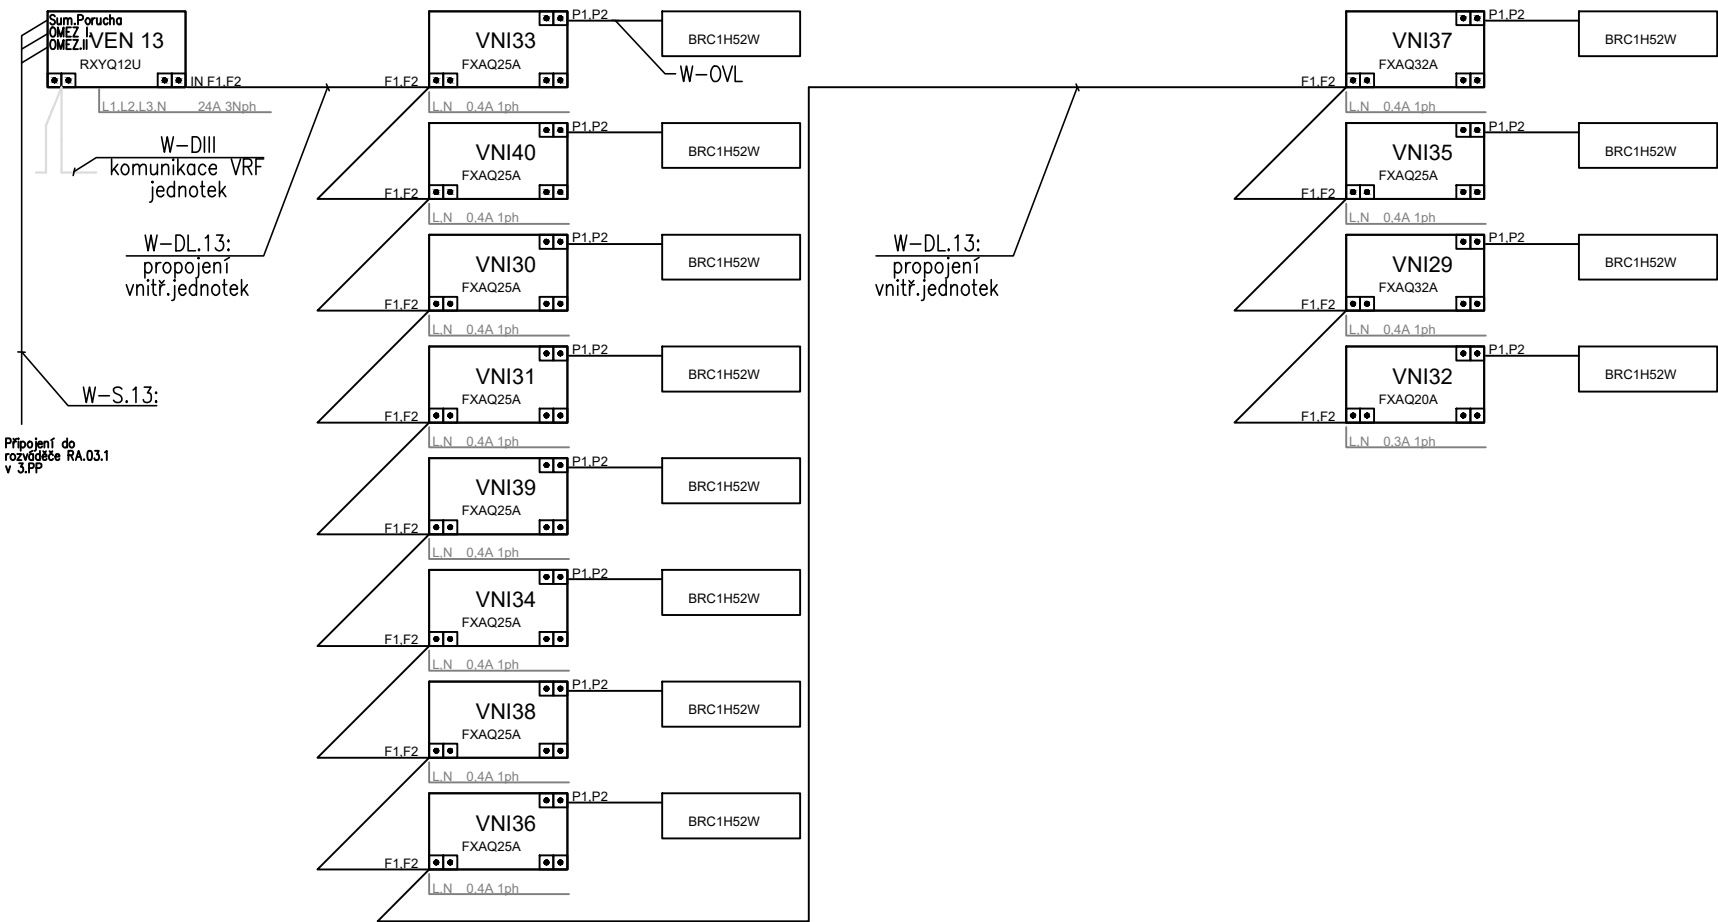 Sum.Porucha
OMEZ I.
OMEZ.II
VEN 13
RXYQ12U
IN F1,F2
L1,L2,L3,N 24A 3Nph
W-DIII
komunikace VRF
jednotek
W-DL.13:
propojení
vnitř.jednotek
W-S.13:
Připojení do
rozváděče RA.03.1
v 3.PP
P1,P2
VNI33
FXAQ25A
F1,F2
L,N 0,4A 1ph
BRC1H52W
W-OVL
P1,P2
VNI40
FXAQ25A
F1,F2
L,N 0,4A 1ph
BRC1H52W
P1,P2
VNI30
FXAQ25A
F1,F2
L,N 0,4A 1ph
BRC1H52W
P1,P2
VNI31
FXAQ25A
F1,F2
L,N 0,4A 1ph
BRC1H52W
P1,P2
VNI39
FXAQ25A
F1,F2
L,N 0,4A 1ph
BRC1H52W
P1,P2
VNI34
FXAQ25A
F1,F2
L,N 0,4A 1ph
BRC1H52W
P1,P2
VNI38
FXAQ25A
F1,F2
L,N 0,4A 1ph
BRC1H52W
P1,P2
VNI36
FXAQ25A
F1,F2
L,N 0,4A 1ph
BRC1H52W
W-DL.13:
propojení
vnitř.jednotek
P1,P2
VNI37
FXAQ32A
F1,F2
L,N 0,4A 1ph
BRC1H52W
P1,P2
VNI35
FXAQ25A
F1,F2
L,N 0,4A 1ph
BRC1H52W
P1,P2
VNI29
FXAQ32A
F1,F2
L,N 0,4A 1ph
BRC1H52W
P1,P2
VNI32
FXAQ20A
F1,F2
L,N 0,3A 1ph
BRC1H52W